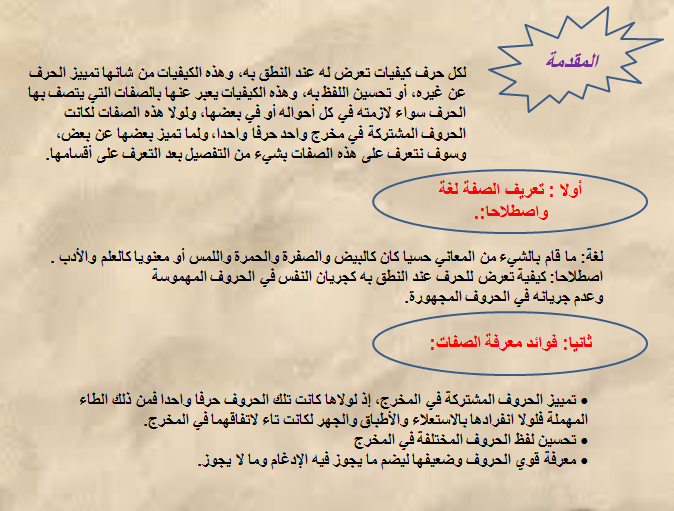 المقدمة
لكل حرف كيفيات تعرض له عند النطق به، وهذه الكيفيات من شانها تمييز الحرف
عن غيره، أو تحسين اللفظ به، وهذه الكيفيات يعبر عنها بالصفات التي يتصف بها
الحرف سواء لازمته في كل أحواله أو في بعضها، ولولا هذه الصفات لكانت
الحروف المشتركة في مخرج واحد حرفا واحدا، ولما تميز بعضها عن بعض،
وسوف نتعرف على هذه الصفات بشيء من التفصيل بعد التعرف على أقسامها.
أولا : تعريف الصفة لغة
واصطلاحا:.
لغة: ما قام بالشيء من المعاني حسيا كان كالبيض والصفرة والحمرة واللمس أو معنويا كالعلم والأدب .
اصطلاحا: كيفية تعرض للحرف عند النطق به كجريان النفس في الحروف المهموسة
وعدم جريانه في الحروف المجهورة.
ثانيا: فوائد معرفة الصفات:
• تمييز الحروف المشتركة في المخرج، إذ لولاها كانت تلك الحروف حرفا واحدا فمن ذلك الطاء
المهملة فلولا انفرادها بالاستعلاء والأطباق والجهر لكانت تاء لاتفاقهما في المخرج.
• تحسين لفظ الحروف المختلفة في المخرج
• معرفة قوي الحروف وضعيفها ليضم ما يجوز فيه الإدغام وما لا يجوز.